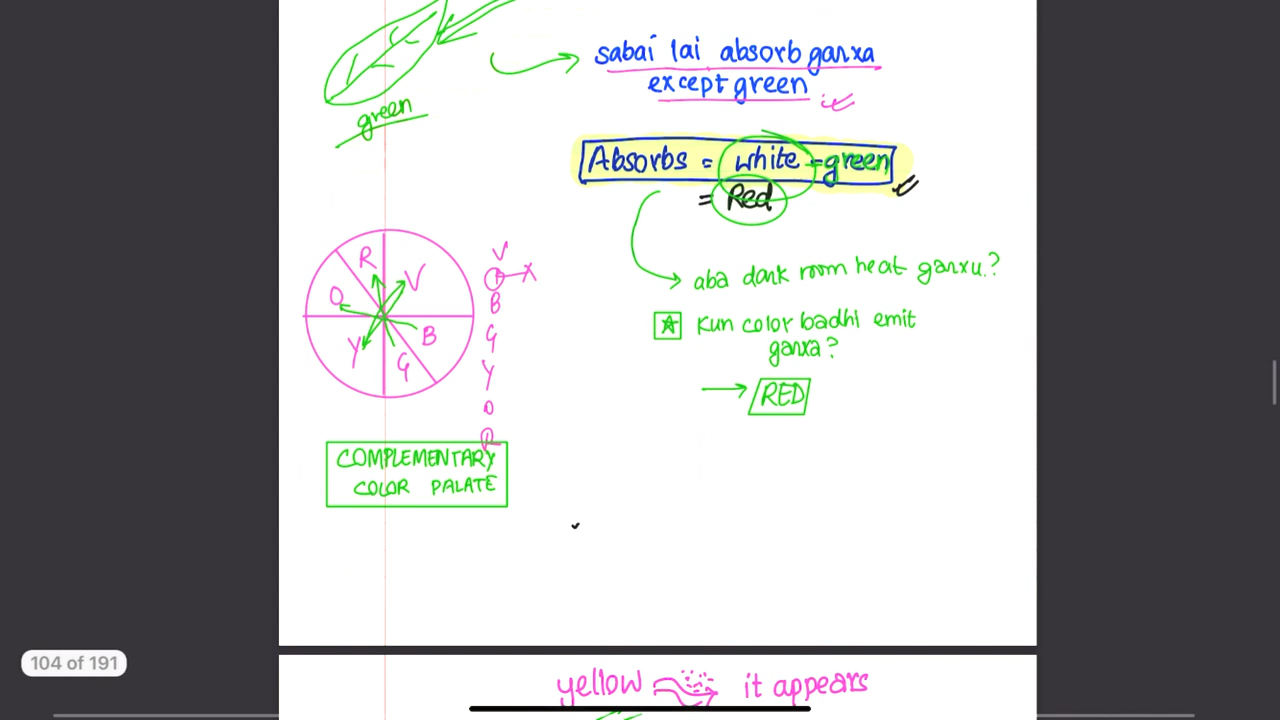 sabai lai absorb garxa
except green
green
Absorbs = white - green
= Red
aba dark room heat garxu?
Kun color badhi emit
garxa?
→ RED
R
V
O
B
Y
G
V
I
B
G
Y
O
R
COMPLEMENTARY
COLOR PALATE
104 of 191
yellow it appears